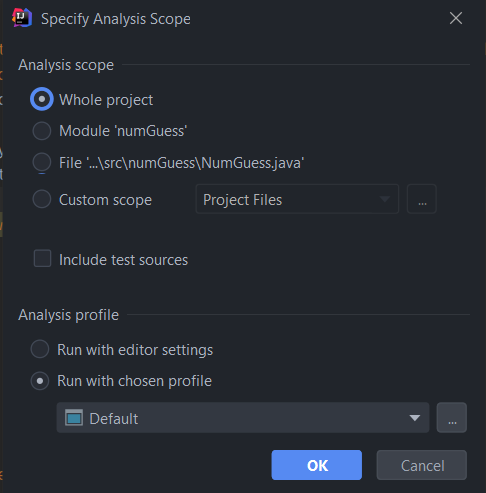 Specify Analysis Scope
Analysis scope
Whole project
Module 'numGuess'
File '...\src\numGuess\NumGuess.java'
Custom scope
Project Files
...
Include test sources
Analysis profile
Run with editor settings
Run with chosen profile
Default
...
OK
Cancel